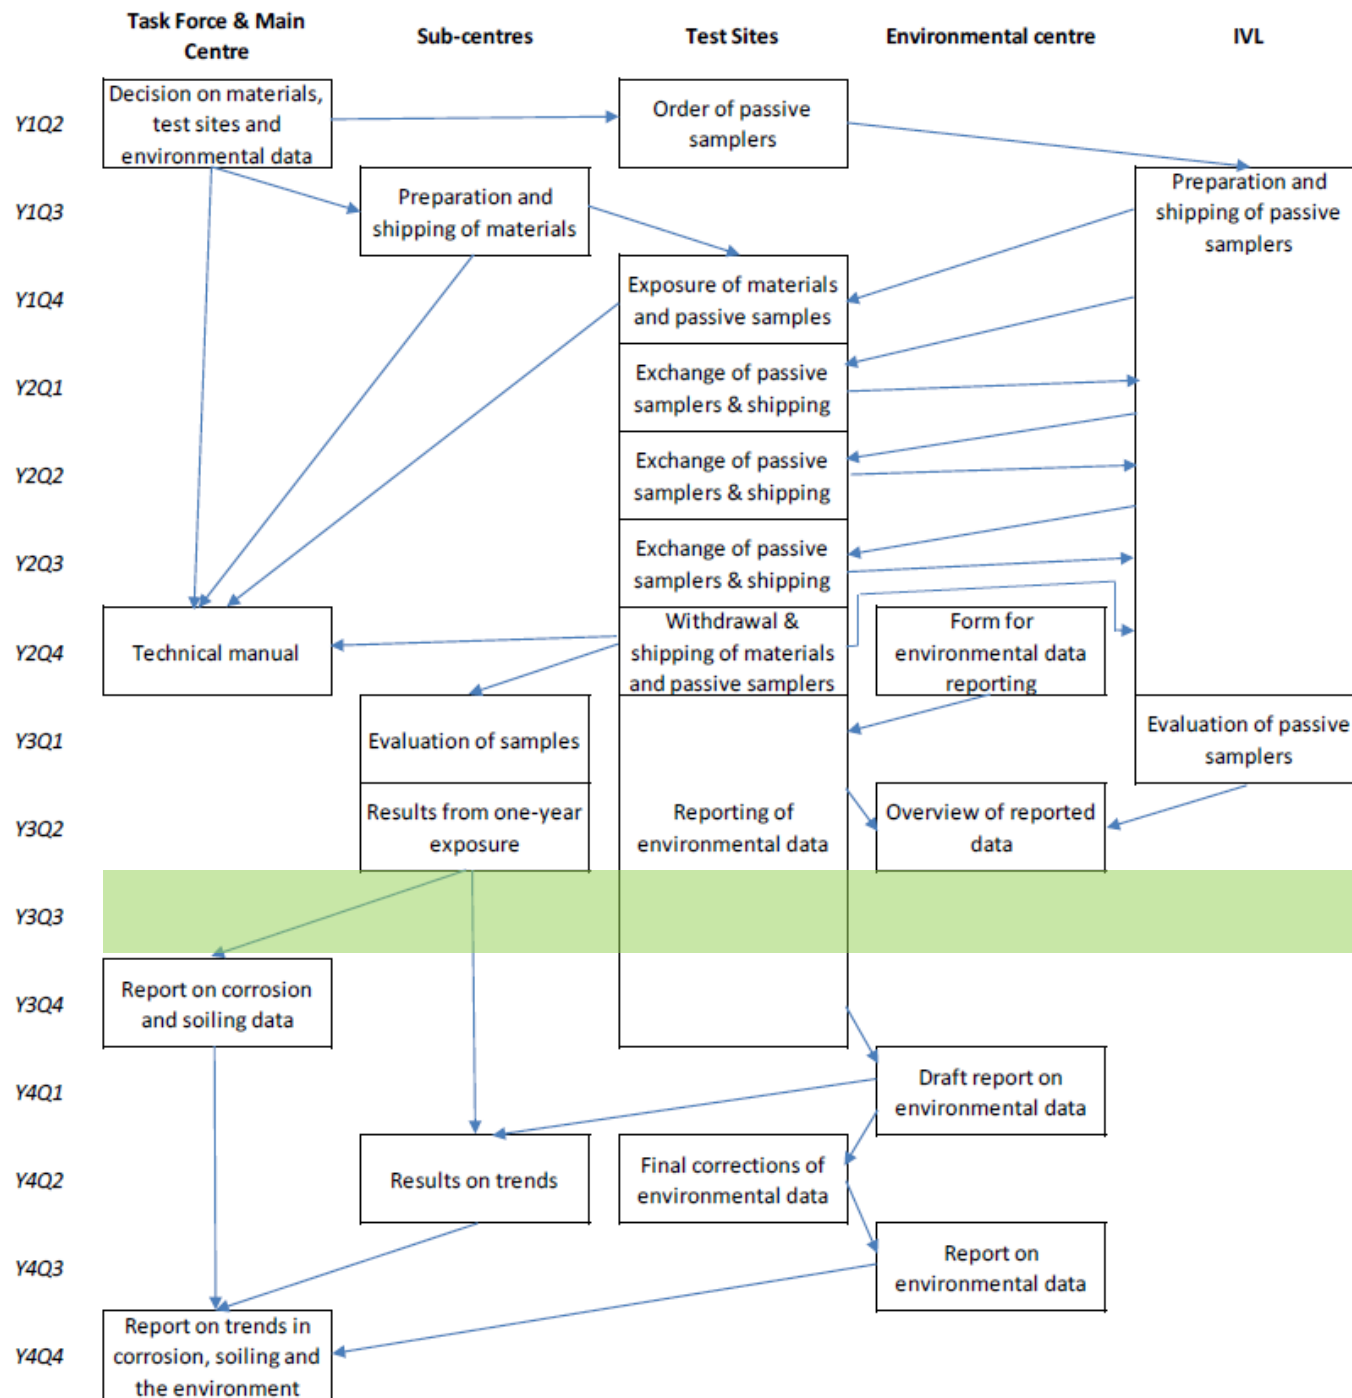 Task Force & Main
Centre
Sub-centres
Test Sites
Environmental centre
IVL
Y1Q2
Decision on materials,
test sites and
environmental data
Order of passive
samplers
Y1Q3
Preparation and
shipping of materials
Preparation and
shipping of passive
samplers
Y1Q4
Exposure of materials
and passive samples
Y2Q1
Exchange of passive
samplers & shipping
Y2Q2
Exchange of passive
samplers & shipping
Y2Q3
Exchange of passive
samplers & shipping
Y2Q4
Technical manual
Withdrawal &
shipping of materials
and passive samplers
Form for
environmental data
reporting
Y3Q1
Evaluation of samples
Evaluation of passive
samplers
Y3Q2
Results from one-year
exposure
Reporting of
environmental data
Overview of reported
data
Y3Q3
Y3Q4
Report on corrosion
and soiling data
Y4Q1
Draft report on
environmental data
Y4Q2
Results on trends
Final corrections of
environmental data
Y4Q3
Report on
environmental data
Y4Q4
Report on trends in
corrosion, soiling and
the environment